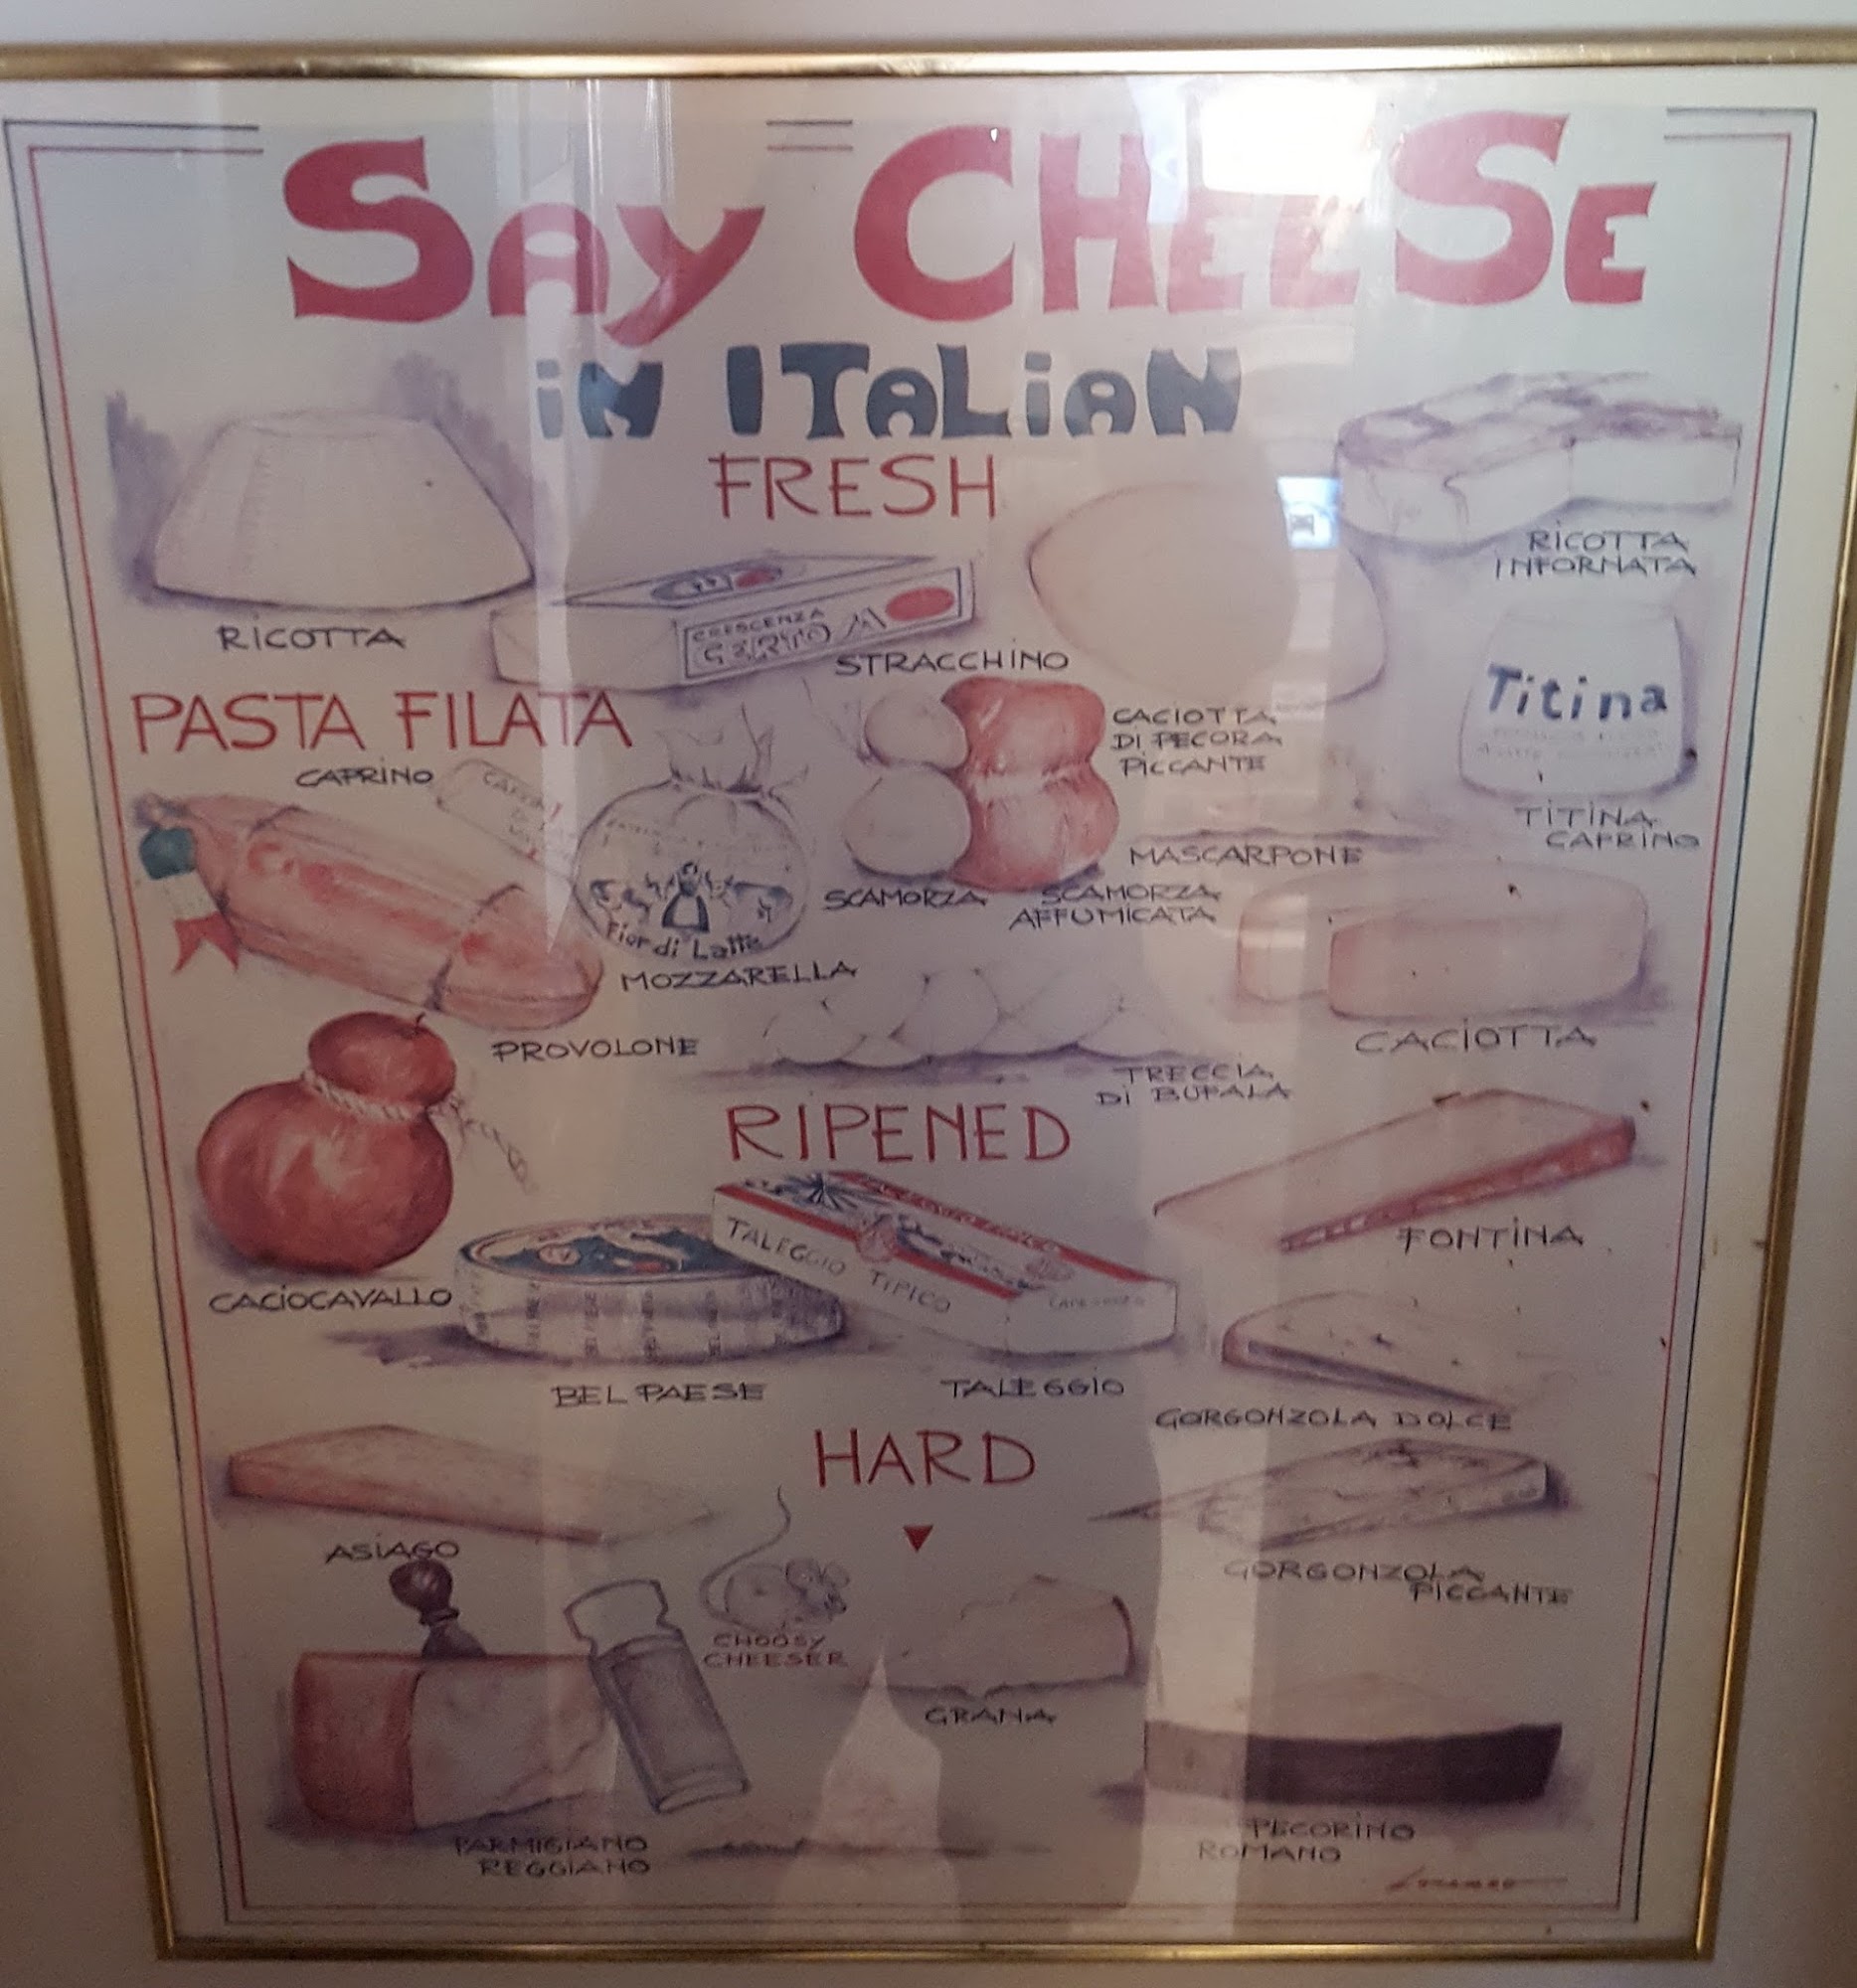 SAY CHEESE
IN ITALIAN
FRESH
RICOTTA
CRESCENZA
CERTOSA
STRACCHINO
RICOTTA
INFORNATA
PASTA FILATA
CAPRINO
CACIOTTA
DI PECORA
PICCANTE
Titina
TITINA
CAPRINO
MASCARPONE
Fior di Latte
MOZZARELLA
SCAMORZA
SCAMORZA
AFFUMICATA
CACIOTTA
PROVOLONE
TRECCIA
DI BUFALA
RIPENED
CACIOCAVALLO
BEL PAESE
TALEGGIO TIPICO
TALEGGIO
FONTINA
GORGONZOLA DOLCE
HARD
ASIAGO
GORGONZOLA
PICCANTE
CHOOSY
CHEESER
GRANA
PARMIGIANO
REGGIANO
PECORINO
ROMANO